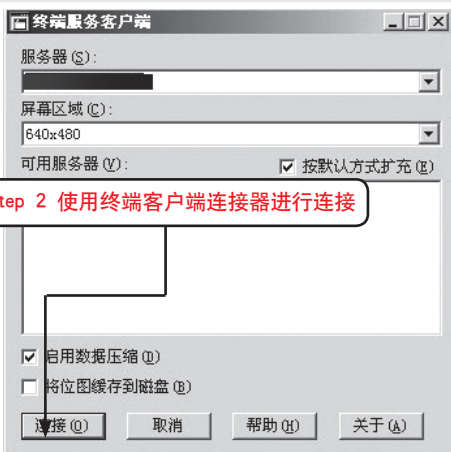 终端服务客户端
服务器(S):
屏幕区域(C):
640x480
可用服务器(V): 按默认方式扩充(E)
tep 2 使用终端客户端连接器进行连接
启用数据压缩(D)
将位图缓存到磁盘(B)
连接(O) 取消 帮助(H) 关于(A)